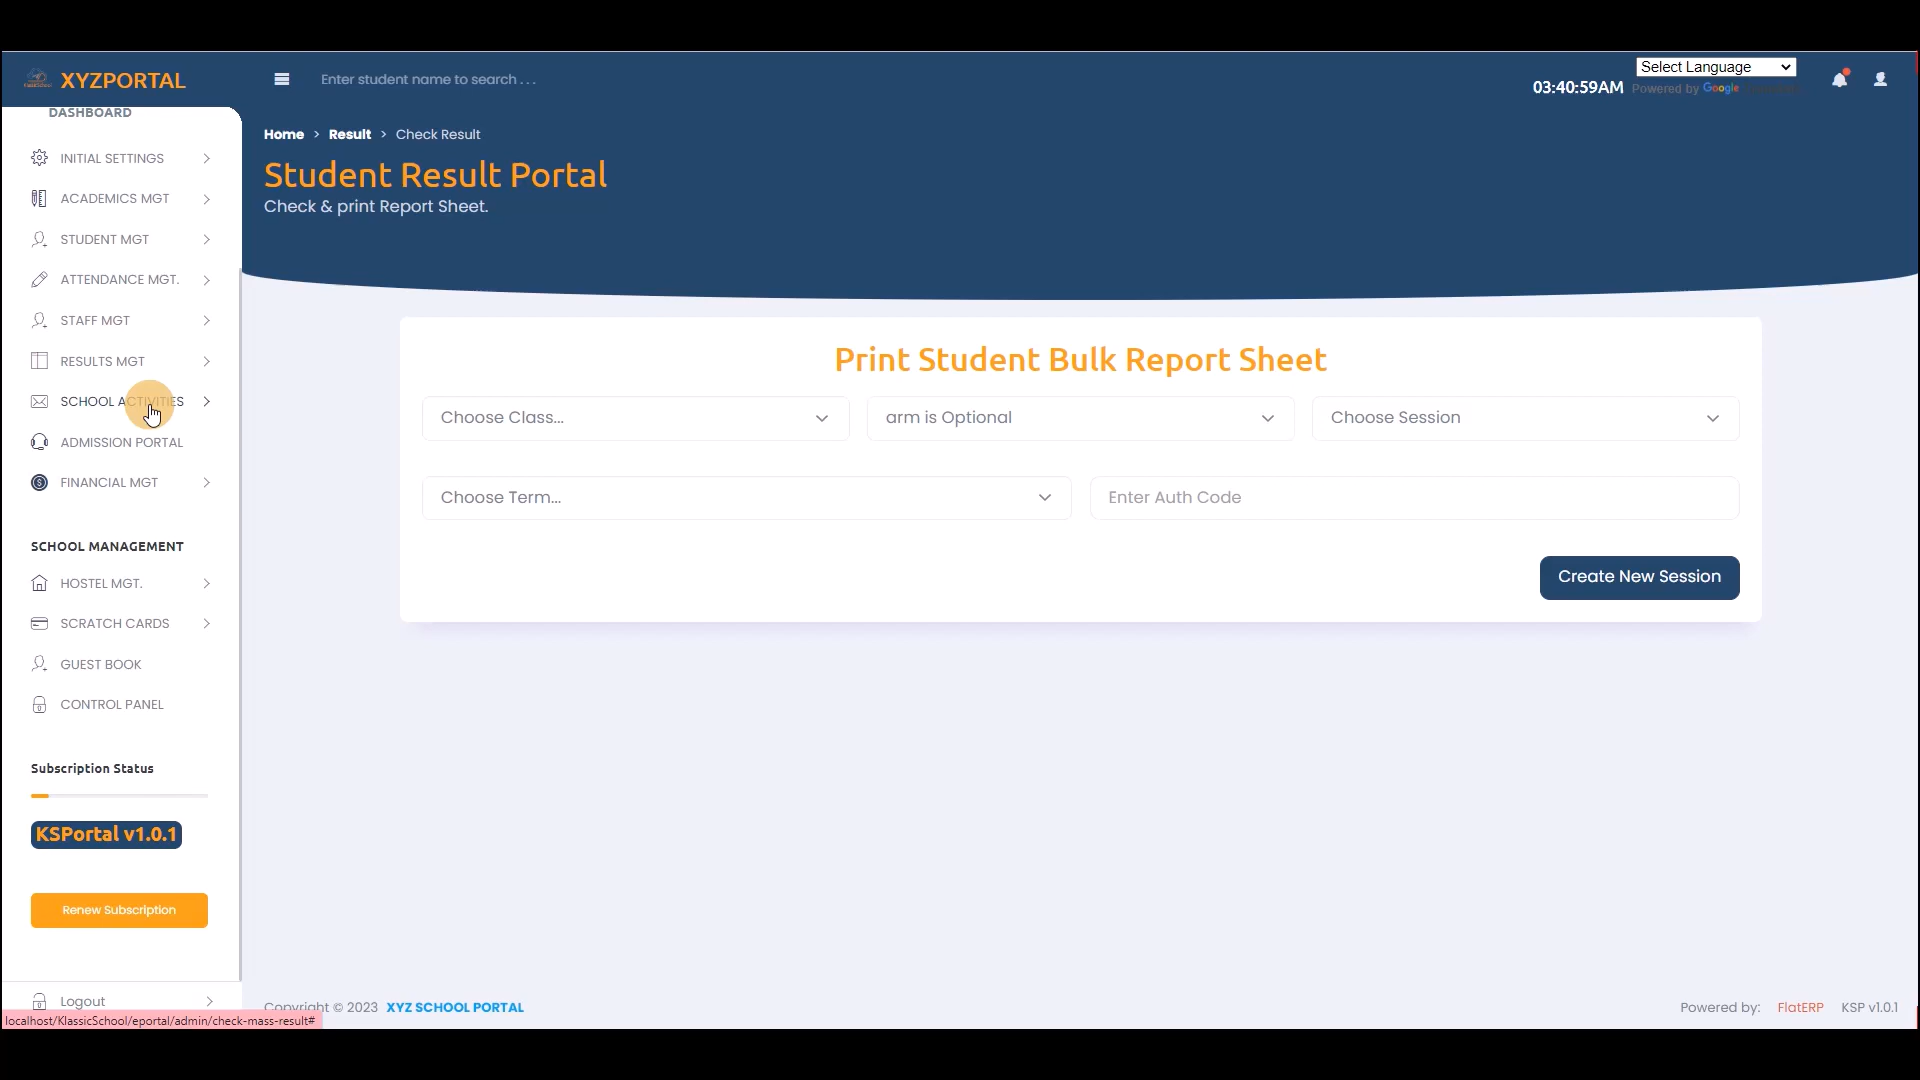 XYZPORTAL
Enter student name to search . . .
03:40:59AM
Select Language
Powered by Google
DASHBOARD
INITIAL SETTINGS
ACADEMICS MGT
STUDENT MGT
ATTENDANCE MGT.
STAFF MGT
RESULTS MGT
SCHOOL ACTIVITIES
ADMISSION PORTAL
FINANCIAL MGT
SCHOOL MANAGEMENT
HOSTEL MGT.
SCRATCH CARDS
GUEST BOOK
CONTROL PANEL
Subscription Status
KSPortal v1.0.1
Renew Subscription
Logout
localhost/KlassicSchool/eportal/admin/check-mass-result#
Home > Result > Check Result
Student Result Portal
Check & print Report Sheet.
Print Student Bulk Report Sheet
Choose Class...
arm is Optional
Choose Session
Choose Term...
Enter Auth Code
Create New Session
Copyright © 2023 XYZ SCHOOL PORTAL
Powered by: FlatERP KSP v1.0.1